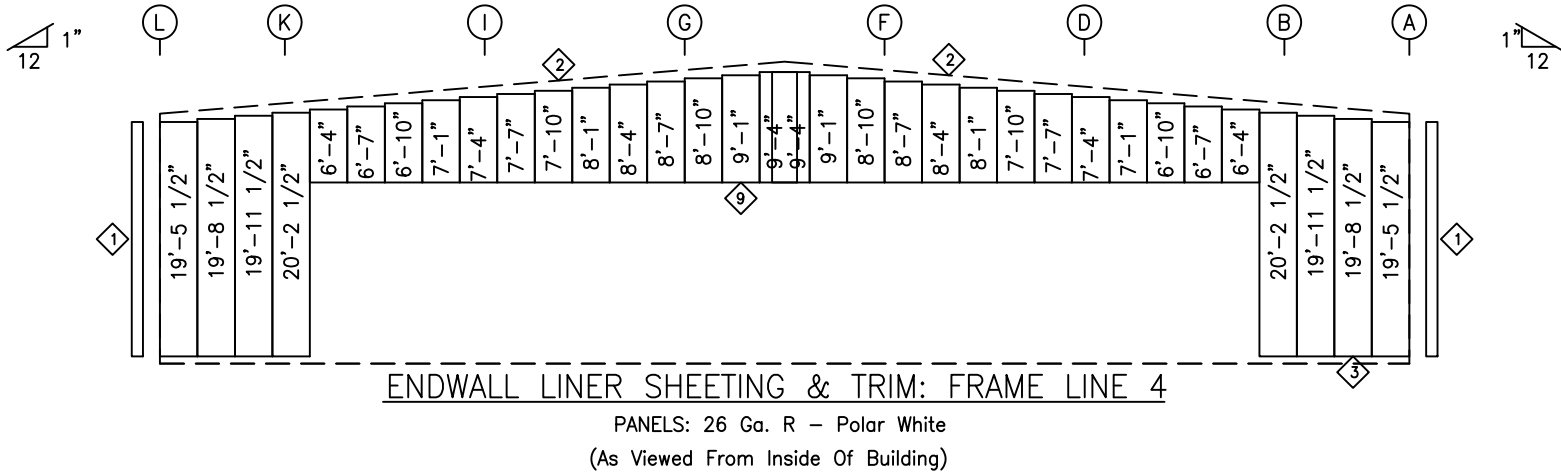 L K I G F D B A
1" 12
1" 12
2 2
19'-5 1/2" 19'-8 1/2" 19'-11 1/2" 20'-2 1/2" 6'-4" 6'-7" 6'-10" 7'-1" 7'-4" 7'-7" 7'-10" 8'-1" 8'-4" 8'-7" 8'-10" 9'-1" 9'-4" 9'-4" 9'-1" 8'-10" 8'-7" 8'-4" 8'-1" 7'-10" 7'-7" 7'-4" 7'-1" 6'-10" 6'-7" 6'-4" 20'-2 1/2" 19'-11 1/2" 19'-8 1/2" 19'-5 1/2"
9
1 1
3
ENDWALL LINER SHEETING & TRIM: FRAME LINE 4
PANELS: 26 Ga. R - Polar White
(As Viewed From Inside Of Building)